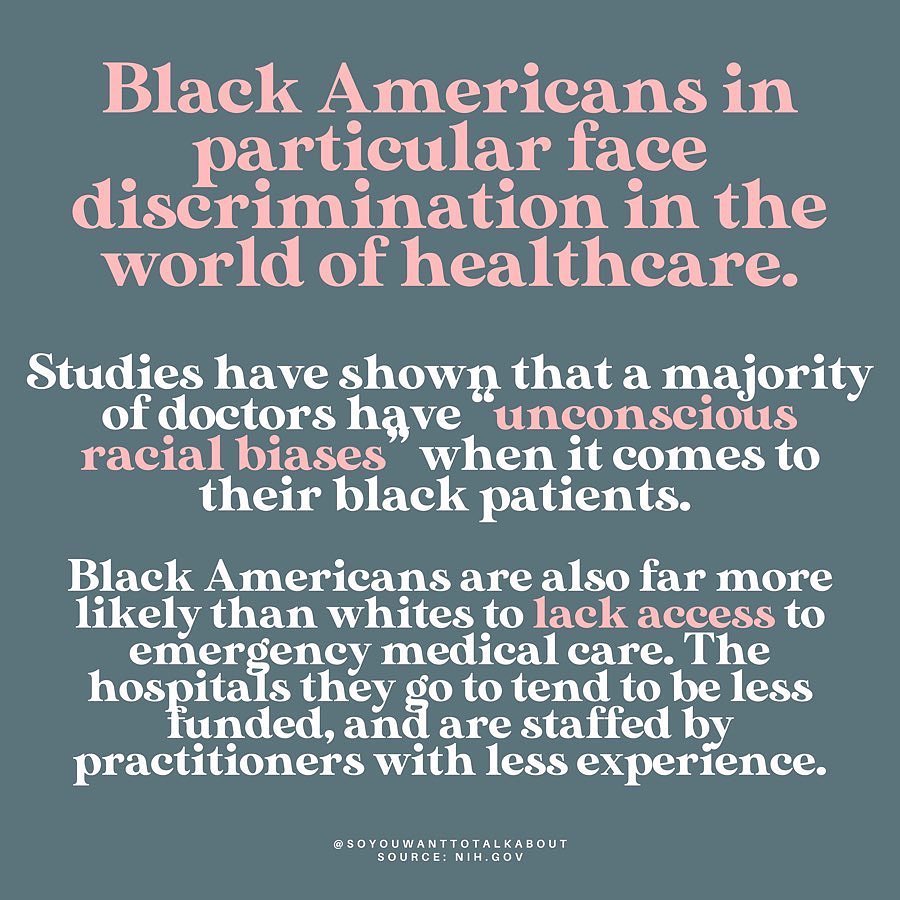 Black Americans in
particular face
discrimination in the
world of healthcare.
Studies have shown that a majority
of doctors have “unconscious
racial biases” when it comes to
their black patients.
Black Americans are also far more
likely than whites to lack access to
emergency medical care. The
hospitals they go to tend to be less
funded, and are staffed by
practitioners with less experience.
@SOYOUWANTTOTALKABOUT
SOURCE: NIH.GOV